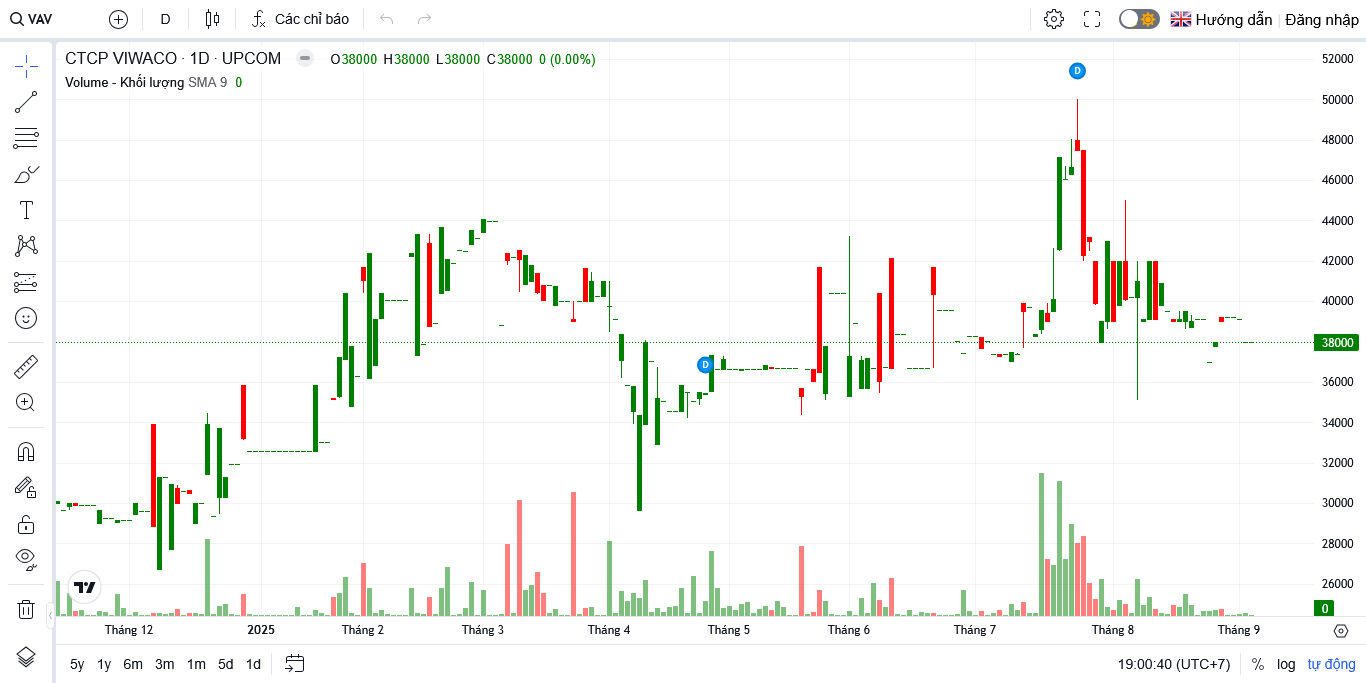 VAV D Các chỉ báo Hướng dẫn Đăng nhập
CTCP VIWACO · 1D · UPCOM O38000 H38000 L38000 C38000 0 (0.00%)
Volume - Khối lượng SMA 9 0
D
D
52000
50000
48000
46000
44000
42000
40000
38000
36000
34000
32000
30000
28000
26000
0
Tháng 12 2025 Tháng 2 Tháng 3 Tháng 4 Tháng 5 Tháng 6 Tháng 7 Tháng 8 Tháng 9
5y 1y 6m 3m 1m 5d 1d 19:00:40 (UTC+7) % log tự động